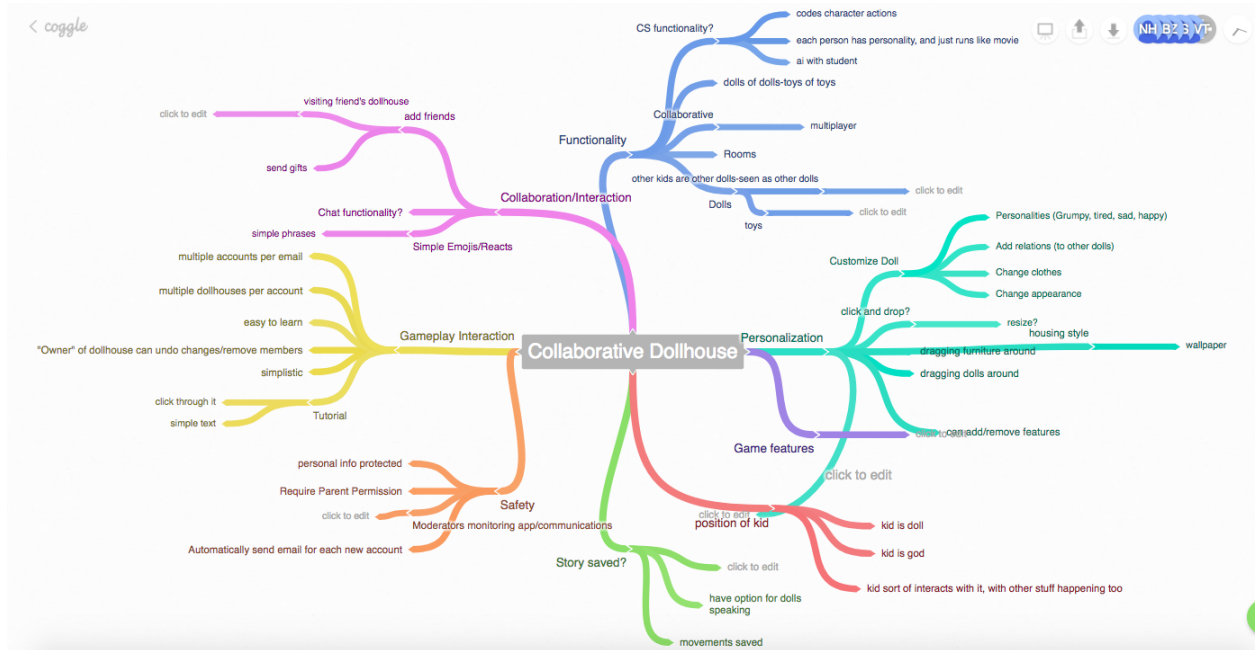 coggle
NH BZ S VT
CS functionality?
codes character actions
each person has personality, and just runs like movie
ai with student
dolls of dolls-toys of toys
Collaborative
multiplayer
Functionality
Rooms
other kids are other dolls-seen as other dolls
click to edit
Dolls
click to edit
toys
visiting friend's dollhouse
click to edit
add friends
send gifts
Collaboration/Interaction
Chat functionality?
simple phrases
Simple Emojis/Reacts
multiple accounts per email
multiple dollhouses per account
easy to learn
Gameplay Interaction
"Owner" of dollhouse can undo changes/remove members
simplistic
click through it
Tutorial
simple text
Collaborative Dollhouse
Personalization
Customize Doll
Personalities (Grumpy, tired, sad, happy)
Add relations (to other dolls)
Change clothes
Change appearance
click and drop?
resize?
housing style
wallpaper
dragging furniture around
dragging dolls around
can add/remove features
click to edit
Game features
click to edit
click to edit
position of kid
kid is doll
kid is god
kid sort of interacts with it, with other stuff happening too
personal info protected
Require Parent Permission
Safety
click to edit
Moderators monitoring app/communications
Automatically send email for each new account
Story saved?
click to edit
have option for dolls
speaking
movements saved